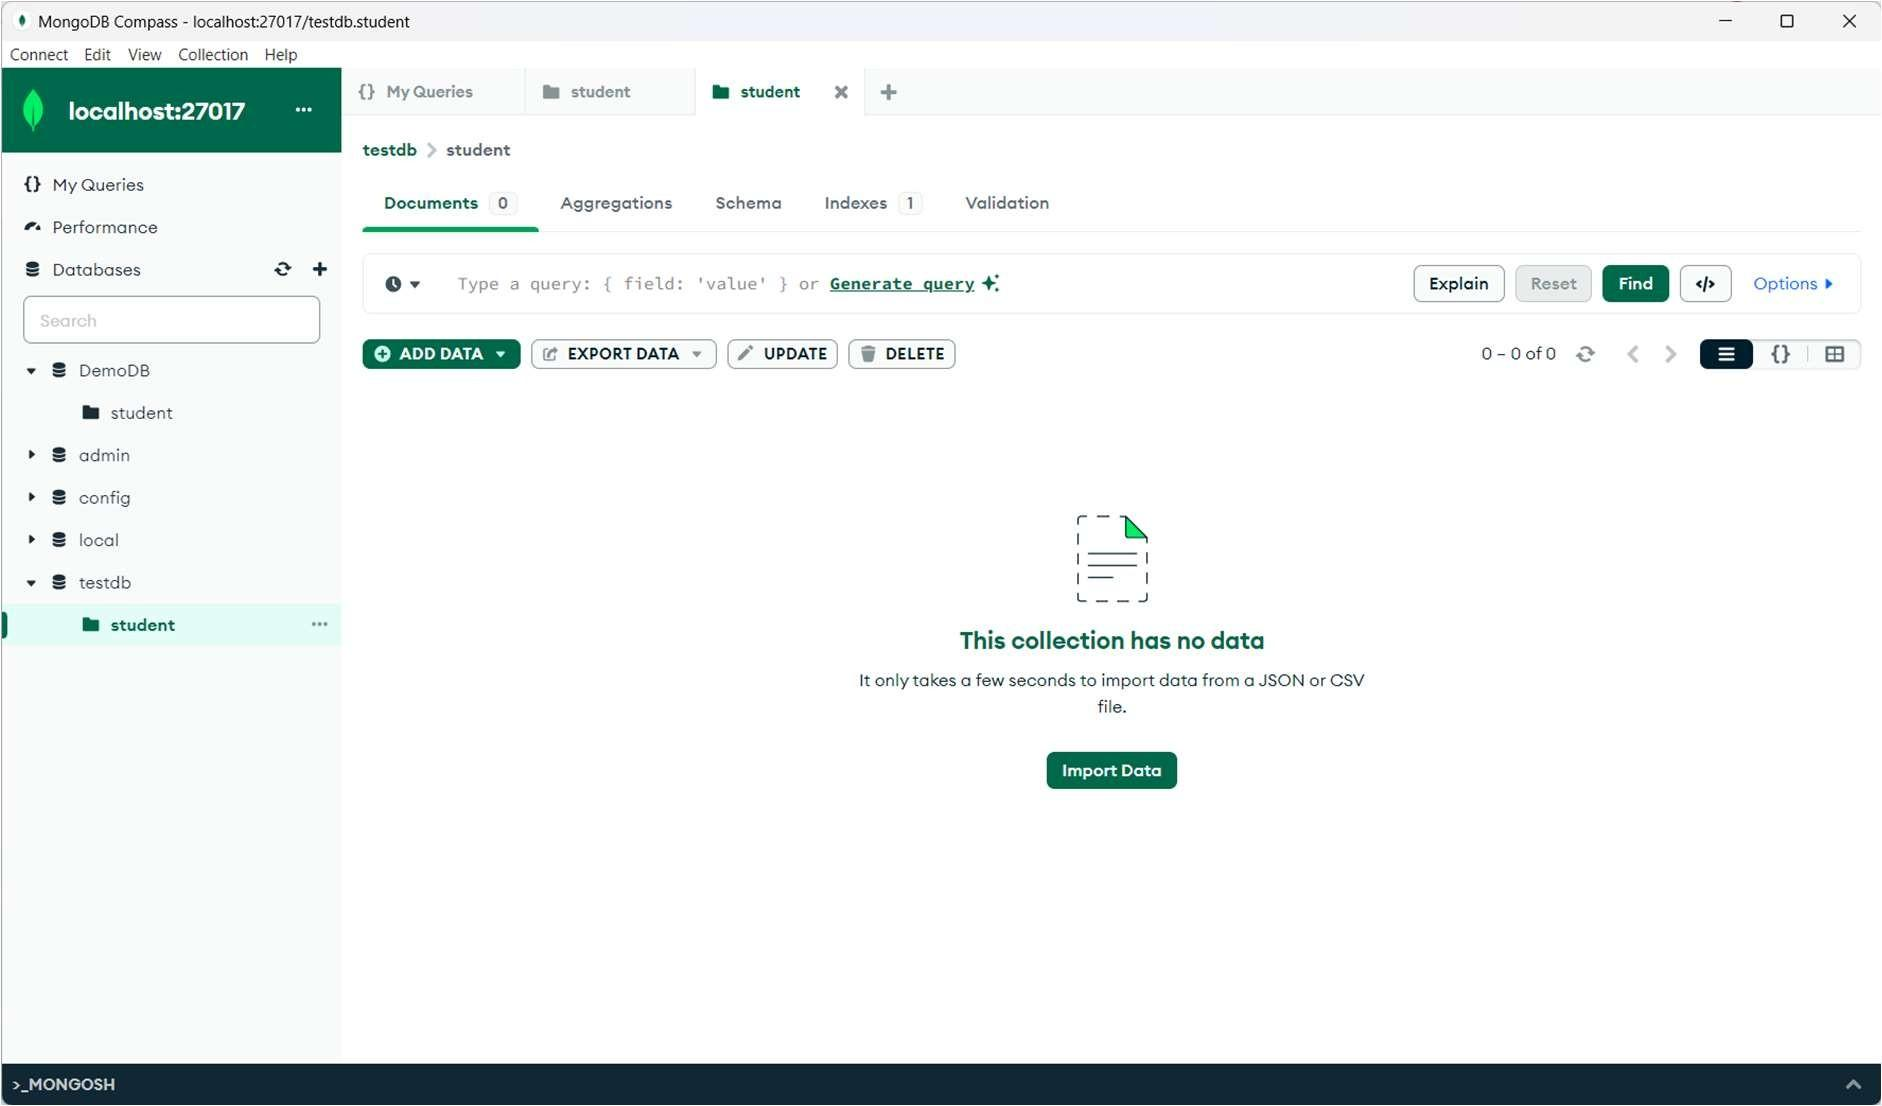 MongoDB Compass - localhost:27017/testdb.student
Connect Edit View Collection Help
localhost:27017 ...
My Queries
Performance
Databases
Search
DemoDB
student
admin
config
local
testdb
student ...
{} My Queries student student
testdb > student
Documents 0 Aggregations Schema Indexes 1 Validation
Type a query: { field: 'value' } or Generate query
Explain Reset Find </> Options
ADD DATA EXPORT DATA UPDATE DELETE
0 – 0 of 0 {}
This collection has no data
It only takes a few seconds to import data from a JSON or CSV
file.
Import Data
>_MONGOSH